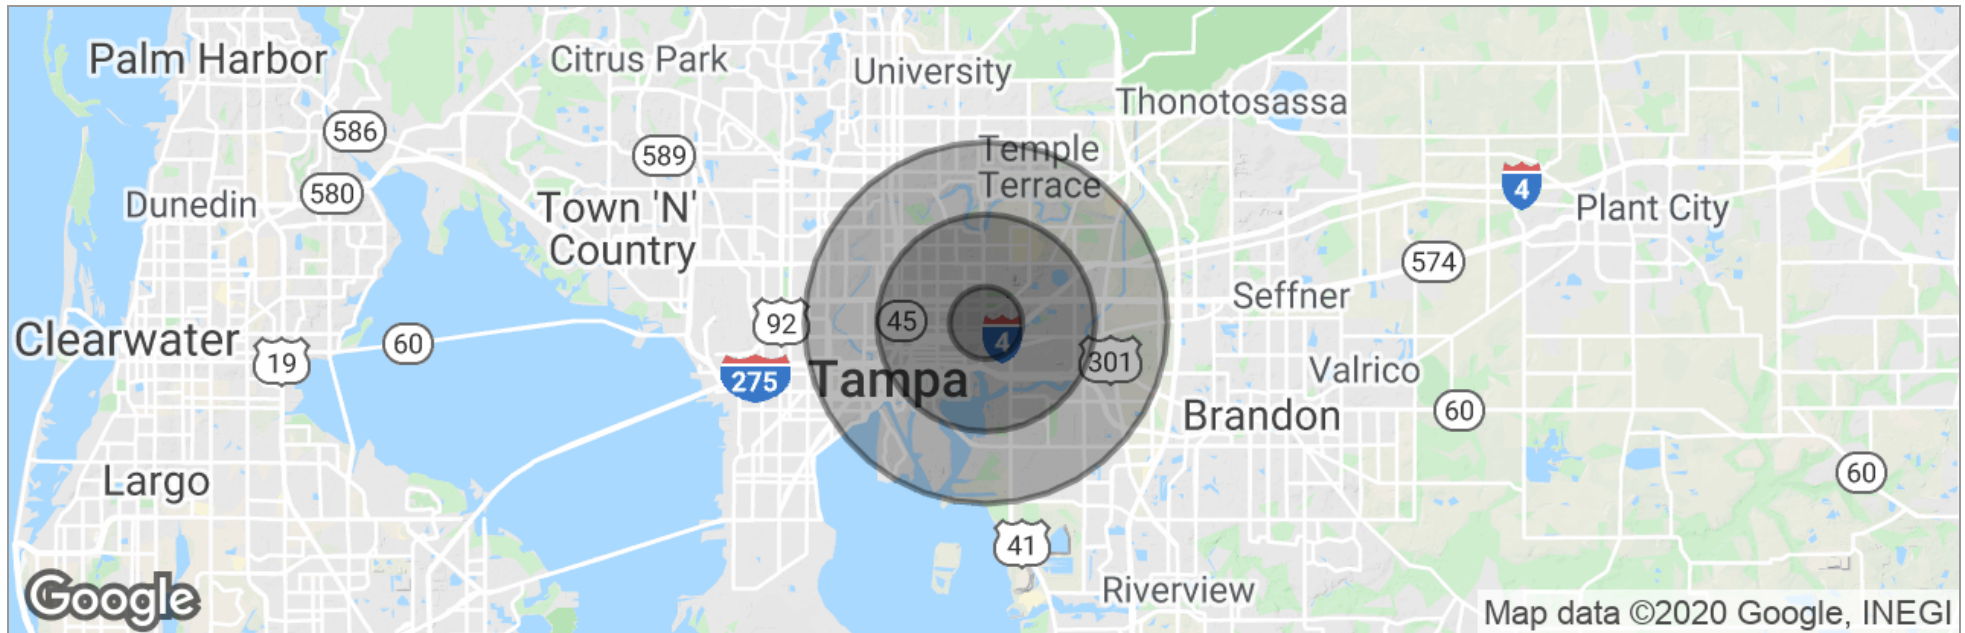 Palm Harbor
Citrus Park
University
Thonotosassa
586
589
Temple
Terrace
4
580
Dunedin
Town 'N'
Country
Plant City
574
Seffner
92
45
4
Clearwater
19
60
301
275
Tampa
Valrico
60
Brandon
Largo
60
41
Riverview
Google
Map data ©2020 Google, INEGI